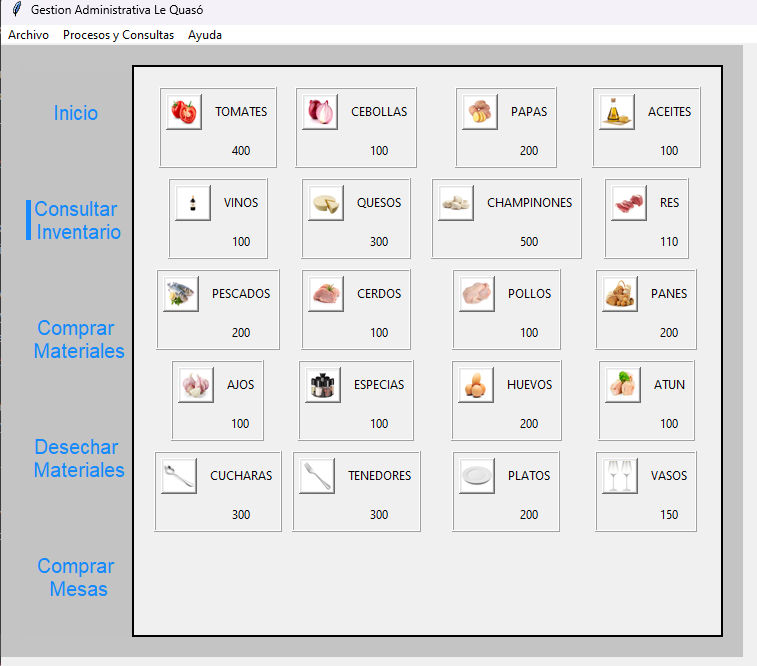 Gestion Administrativa Le Quasó
Archivo Procesos y Consultas Ayuda
Inicio
Consultar
Inventario
Comprar
Materiales
Desechar
Materiales
Comprar
Mesas
TOMATES CEBOLLAS PAPAS ACEITES
400 100 200 100
VINOS QUESOS CHAMPINONES RES
100 300 500 110
PESCADOS CERDOS POLLOS PANES
200 100 100 200
AJOS ESPECIAS HUEVOS ATUN
100 100 200 100
CUCHARAS TENEDORES PLATOS VASOS
300 300 200 150